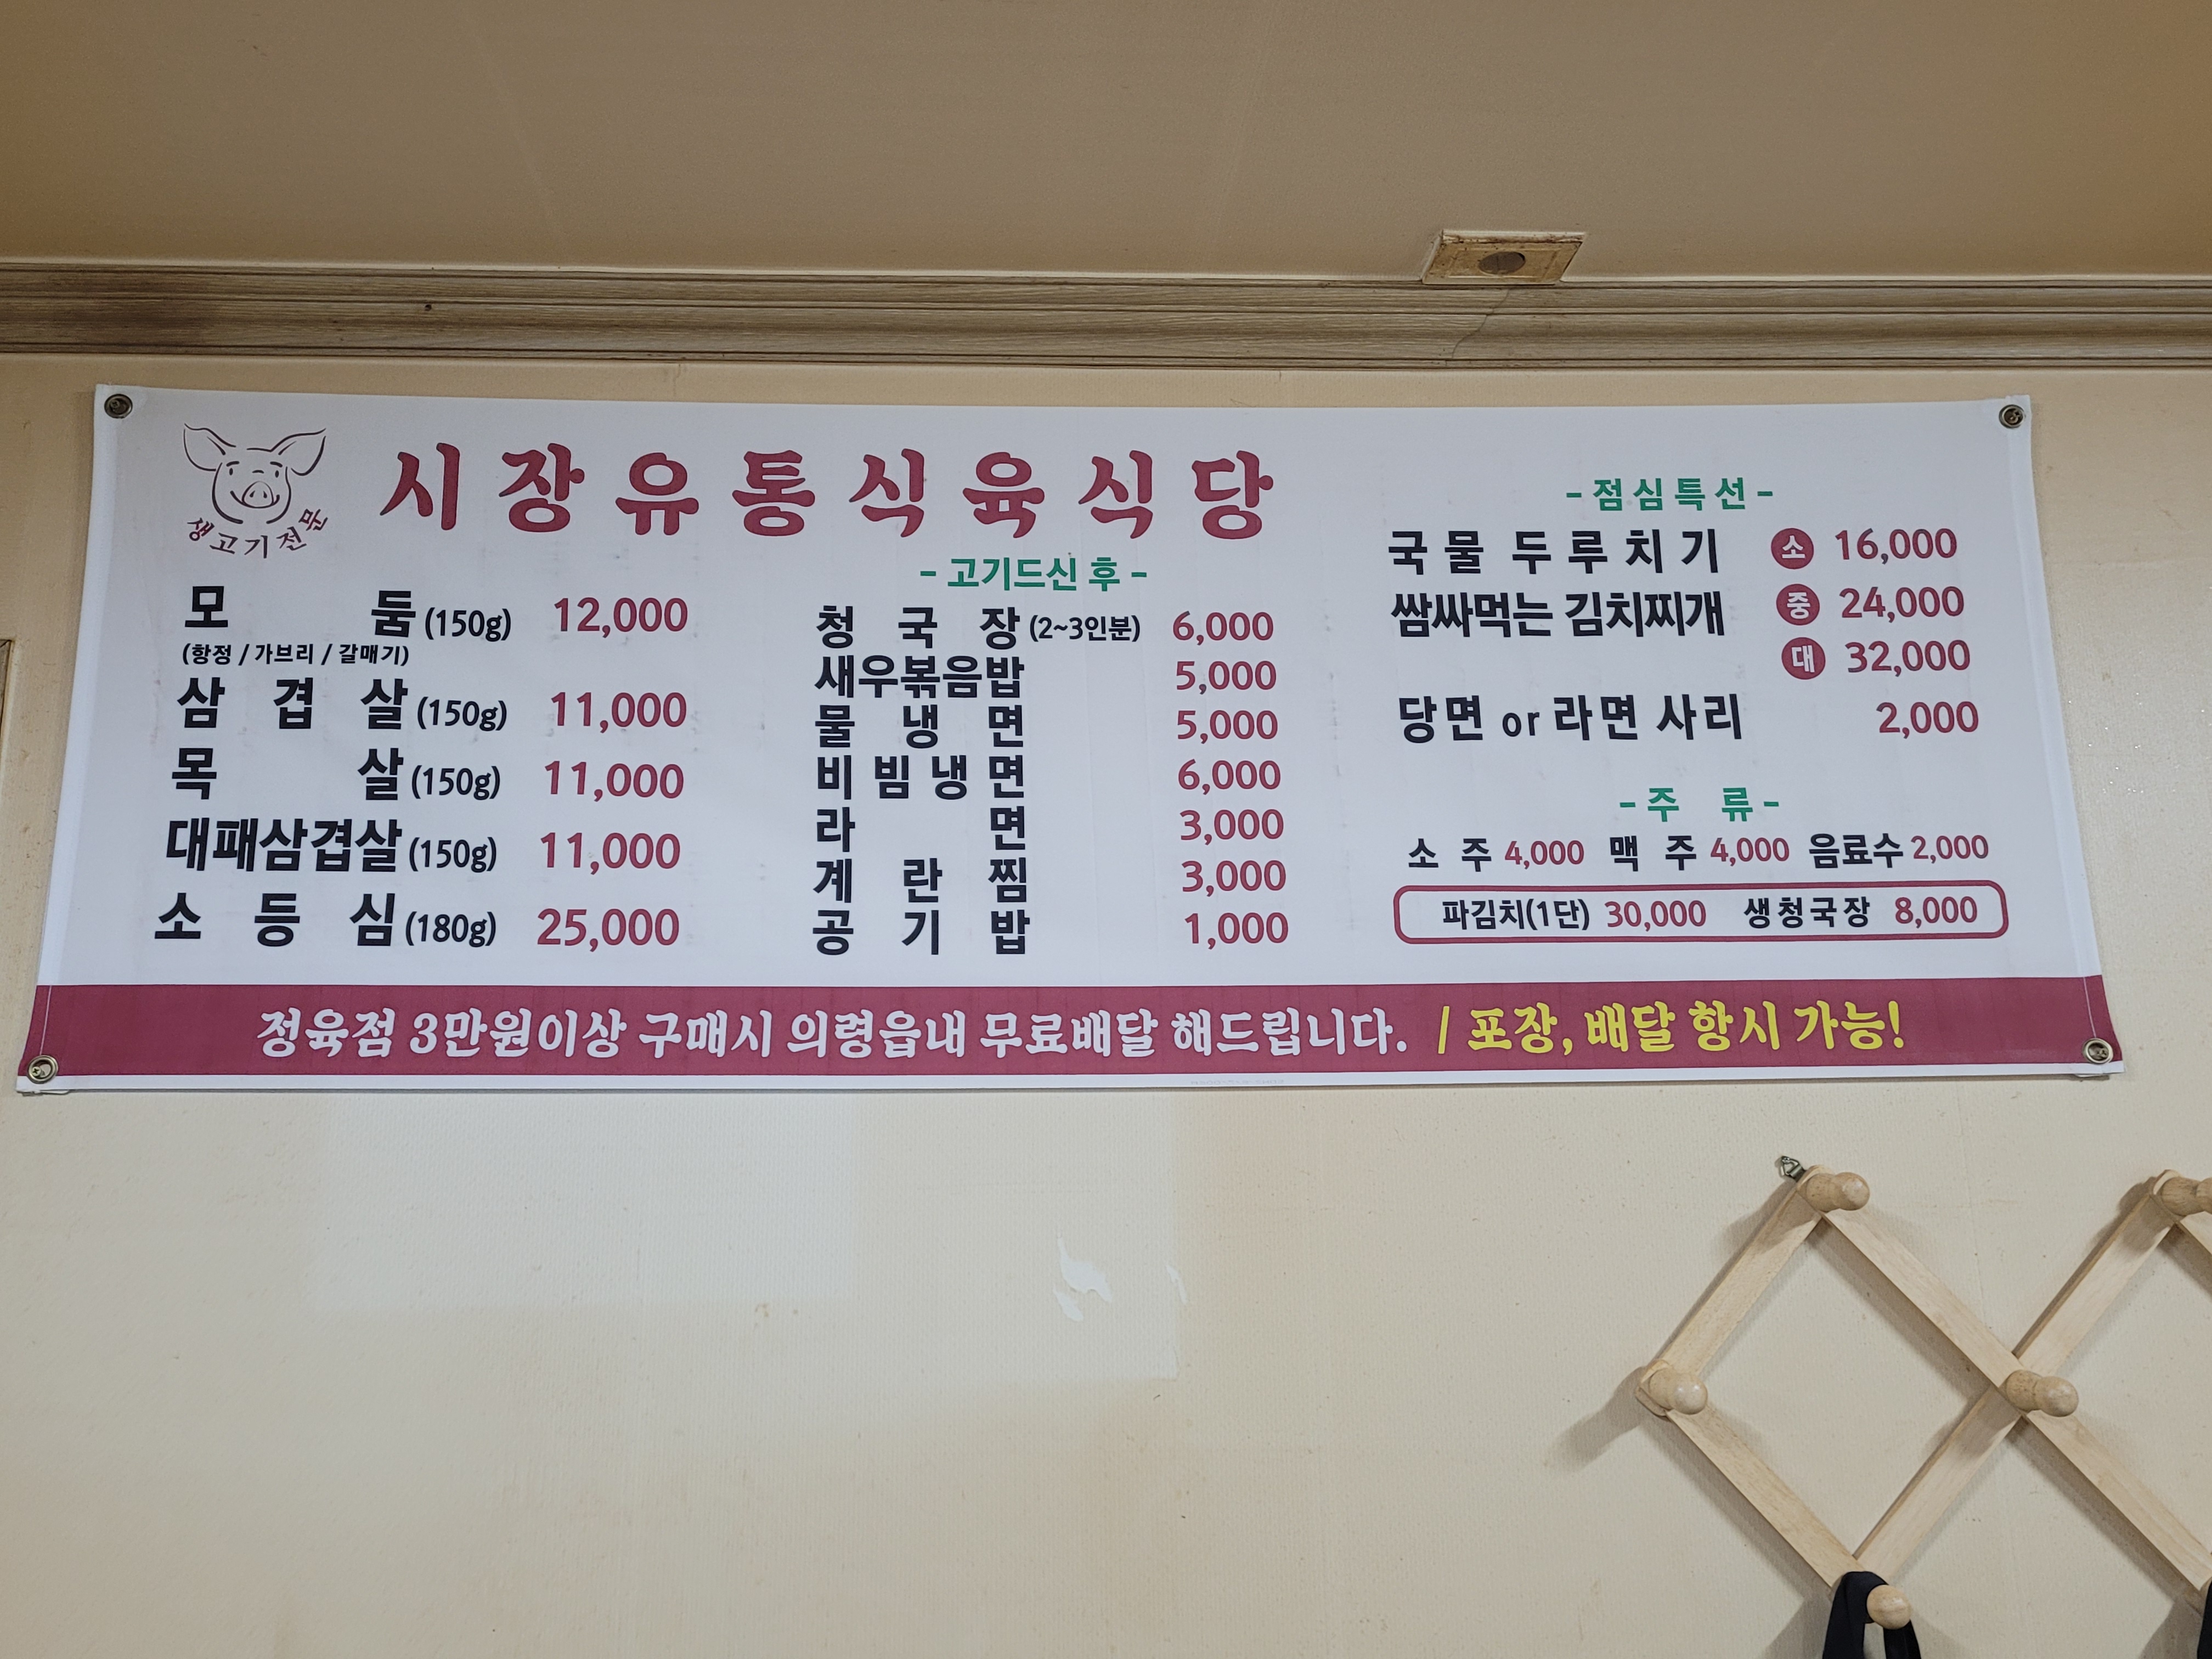 생고기전문
시장유통식육식당
모둠(150g) 12,000
(항정/가브리/갈매기)
삼겹살(150g) 11,000
목살(150g) 11,000
대패삼겹살(150g) 11,000
소등심(180g) 25,000
-고기드신 후-
청국장(2~3인분) 6,000
새우볶음밥 5,000
물냉면 5,000
비빔냉면 6,000
라면 3,000
계란찜 3,000
공기밥 1,000
-점심특선-
국물두루치기 소 16,000
쌈싸먹는 김치찌개 중 24,000
대 32,000
당면 or 라면 사리 2,000
-주류-
소주 4,000 맥주 4,000 음료수 2,000
파김치(1단) 30,000 생청국장 8,000
정육점 3만원이상 구매시 의령읍내 무료배달 해드립니다. / 포장, 배달 항시 가능!